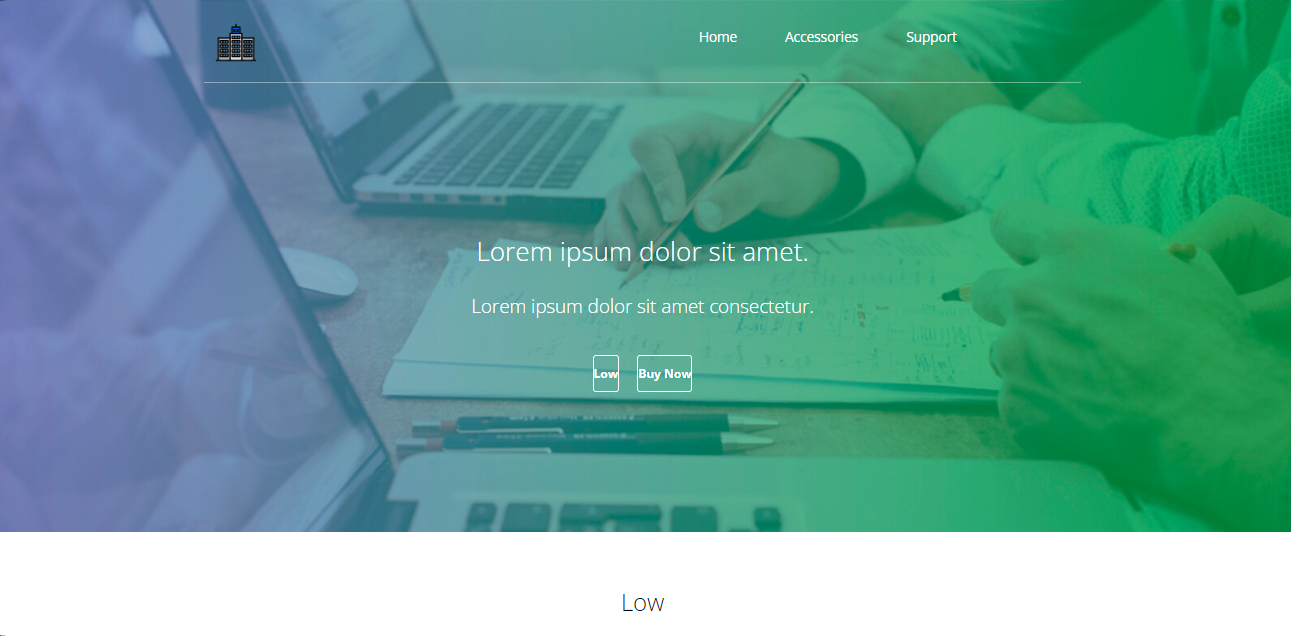 Home Accessories Support
Lorem ipsum dolor sit amet.
Lorem ipsum dolor sit amet consectetur.
Low Buy Now
Low